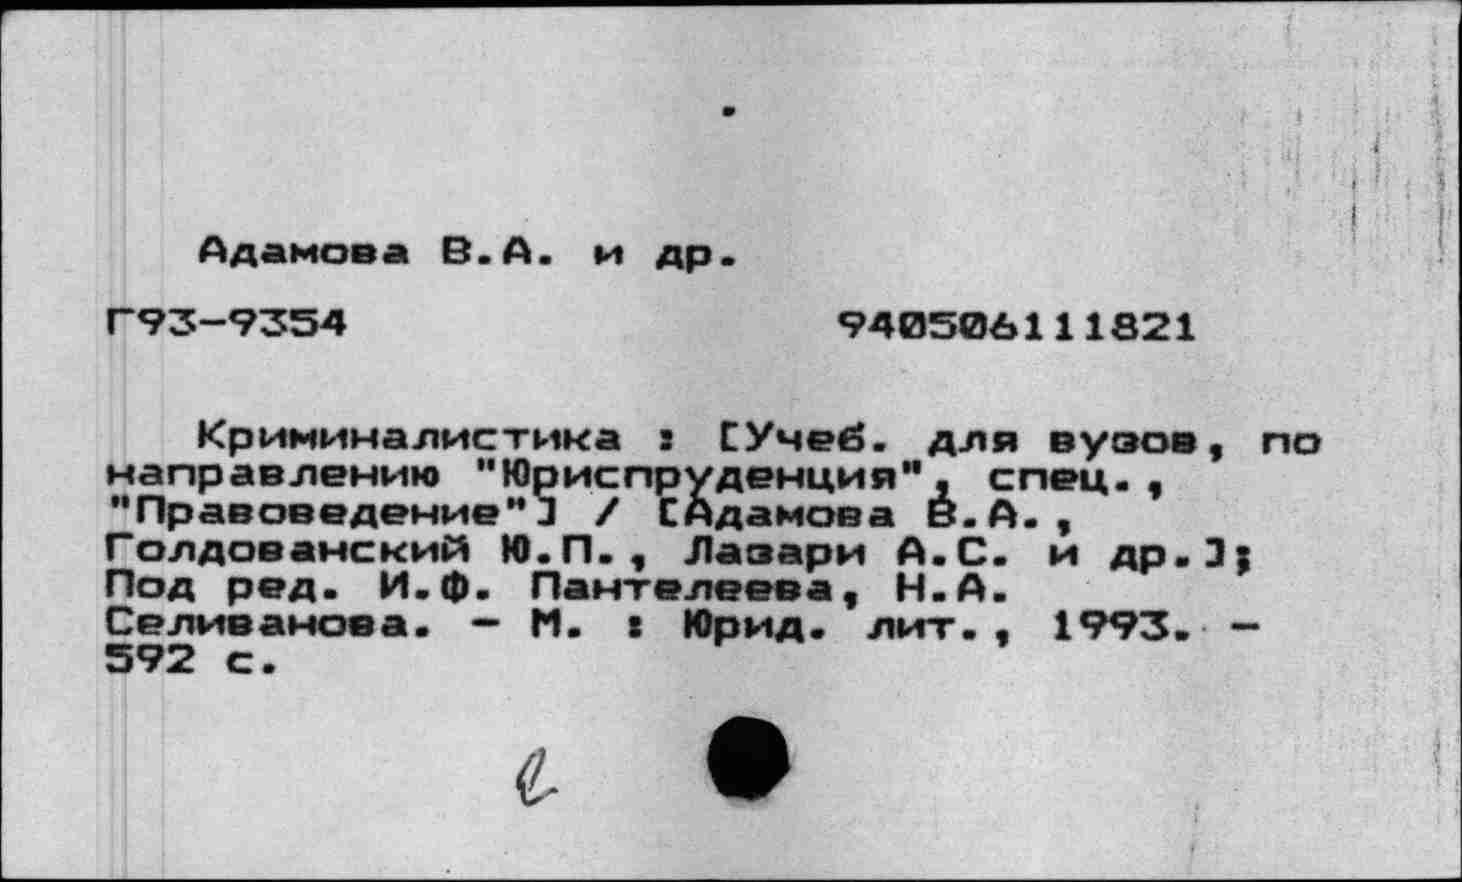 Адамова В.А. и др.
Г93-9354 940506111821
Криминалистика : [Учеб. для вузов, по
направлению "Юриспруденция", спец.,
"Правоведение"] / [Адамова В.А.,
Голдованский Ю.П., Лазари А.С. и др.];
Под ред. И.Ф. Пантелеева, Н.А.
Селиванова. - М. : Юрид. лит., 1993. -
592 с.